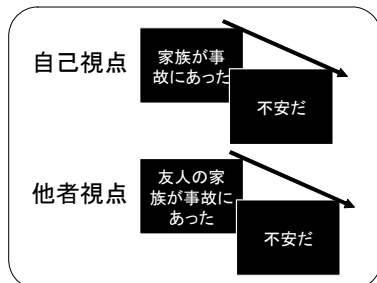 自己視点
家族が事
故にあった
不安だ
他者視点
友人の家
族が事故に
あった
不安だ